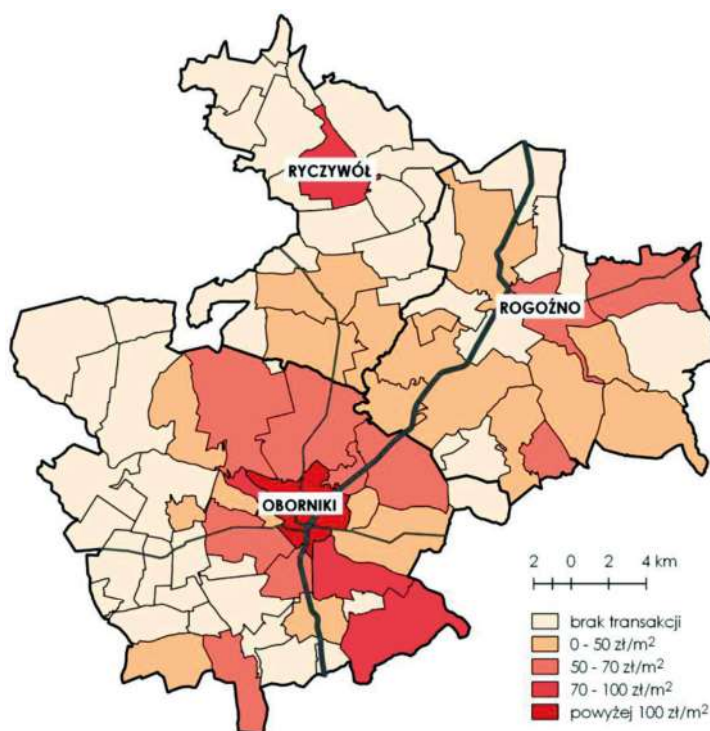 RYCZYWÓŁ
ROGOŹNO
OBORNIKI
2 0 2 4 km
brak transakcji
0 - 50 zł/m²
50 - 70 zł/m²
70 - 100 zł/m²
powyżej 100 zł/m²